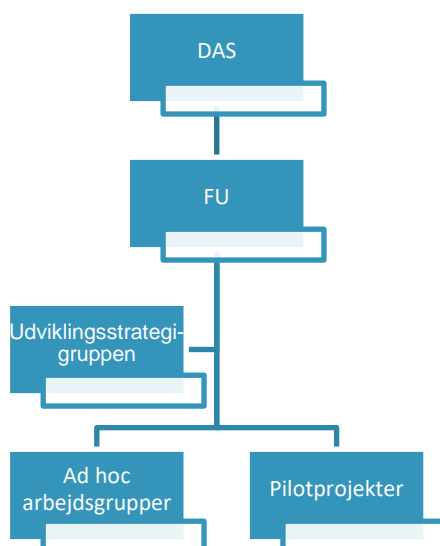 DAS
FU
Udviklingsstrategi-
gruppen
Ad hoc
arbejdsgrupper
Pilotprojekter